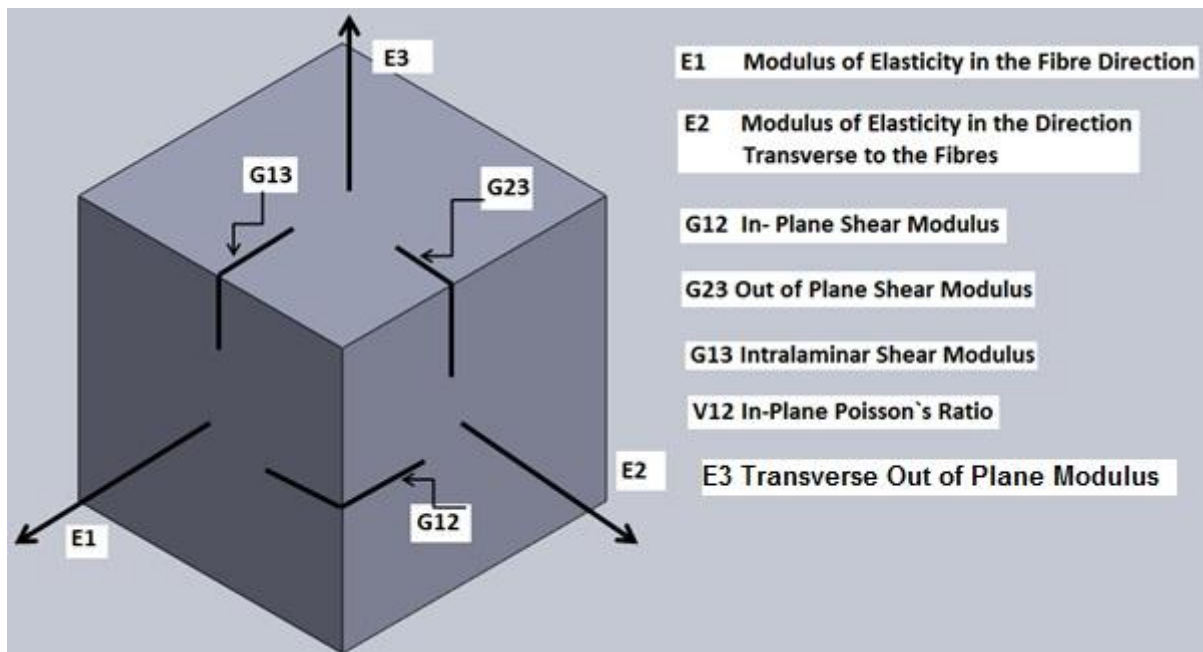 E3
G13
G23
E2
E1
G12
E1 Modulus of Elasticity in the Fibre Direction
E2 Modulus of Elasticity in the Direction
Transverse to the Fibres
G12 In- Plane Shear Modulus
G23 Out of Plane Shear Modulus
G13 Intralaminar Shear Modulus
V12 In-Plane Poisson`s Ratio
E3 Transverse Out of Plane Modulus